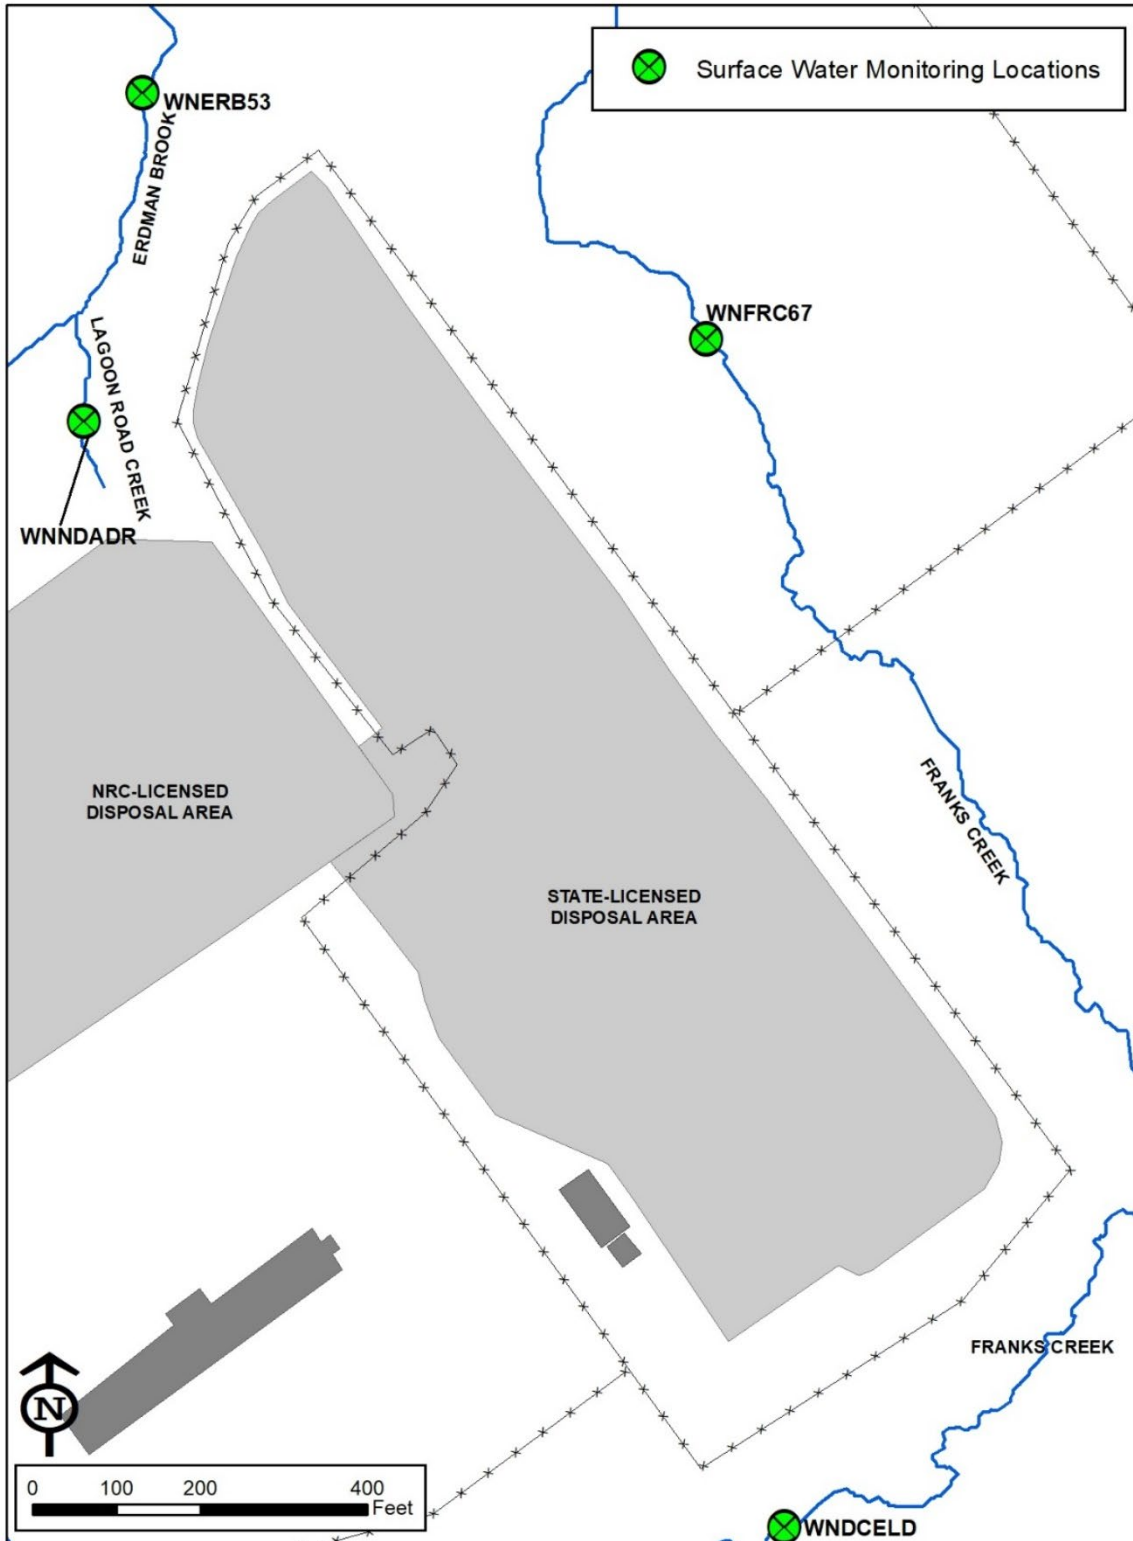 Surface Water Monitoring Locations
WNERB53
ERDMAN BROOK
WNFRC67
LAGOON ROAD CREEK
WNNDADR
NRC-LICENSED
DISPOSAL AREA
FRANKS CREEK
STATE-LICENSED
DISPOSAL AREA
FRANKS CREEK
N
0 100 200 400
Feet
WNDCELD